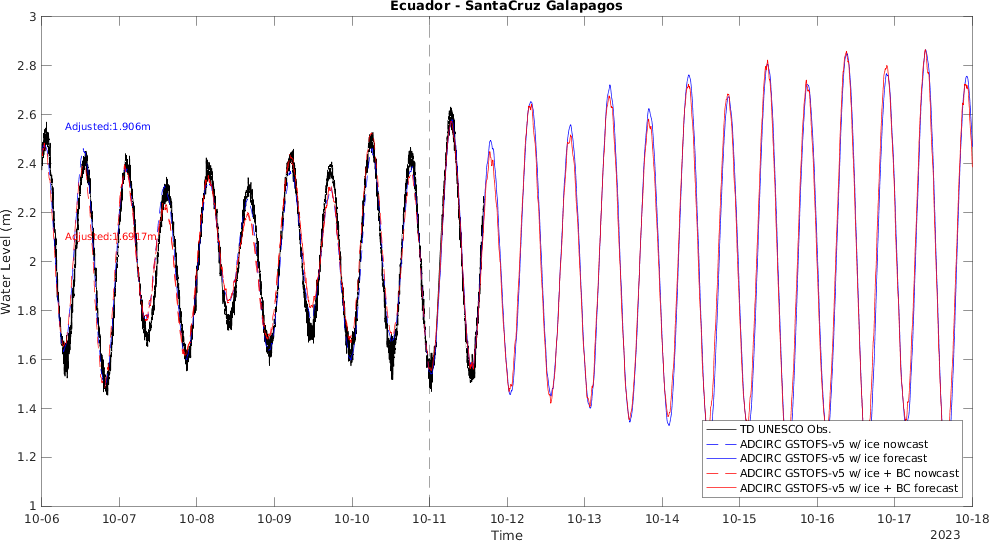 Ecuador - SantaCruz Galapagos
3
2.8
2.6
2.4
2.2
2
1.8
1.6
1.4
1.2
1
Water Level (m)
Adjusted:1.906m
Adjusted:1.6917m
TD UNESCO Obs.
ADCIRC GSTOFS-v5 w/ ice nowcast
ADCIRC GSTOFS-v5 w/ ice forecast
ADCIRC GSTOFS-v5 w/ ice + BC nowcast
ADCIRC GSTOFS-v5 w/ ice + BC forecast
10-06 10-07 10-08 10-09 10-10 10-11 10-12 10-13 10-14 10-15 10-16 10-17 10-18
Time
2023